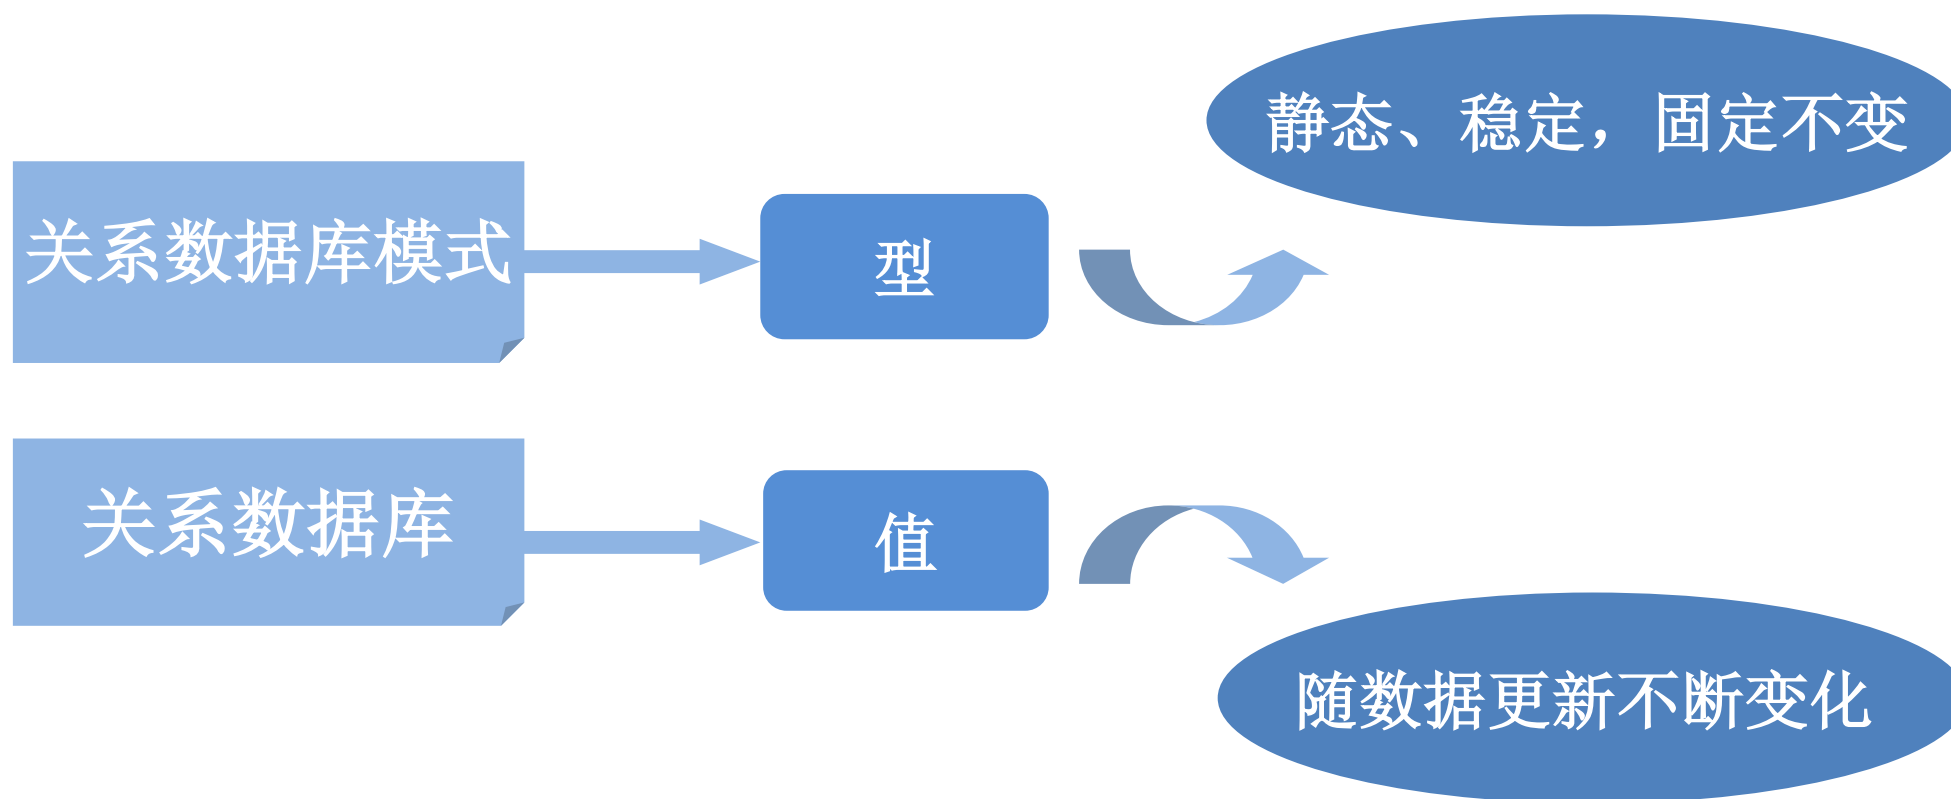 静态、稳定，固定不变
关系数据库模式
型
关系数据库
值
随数据更新不断变化